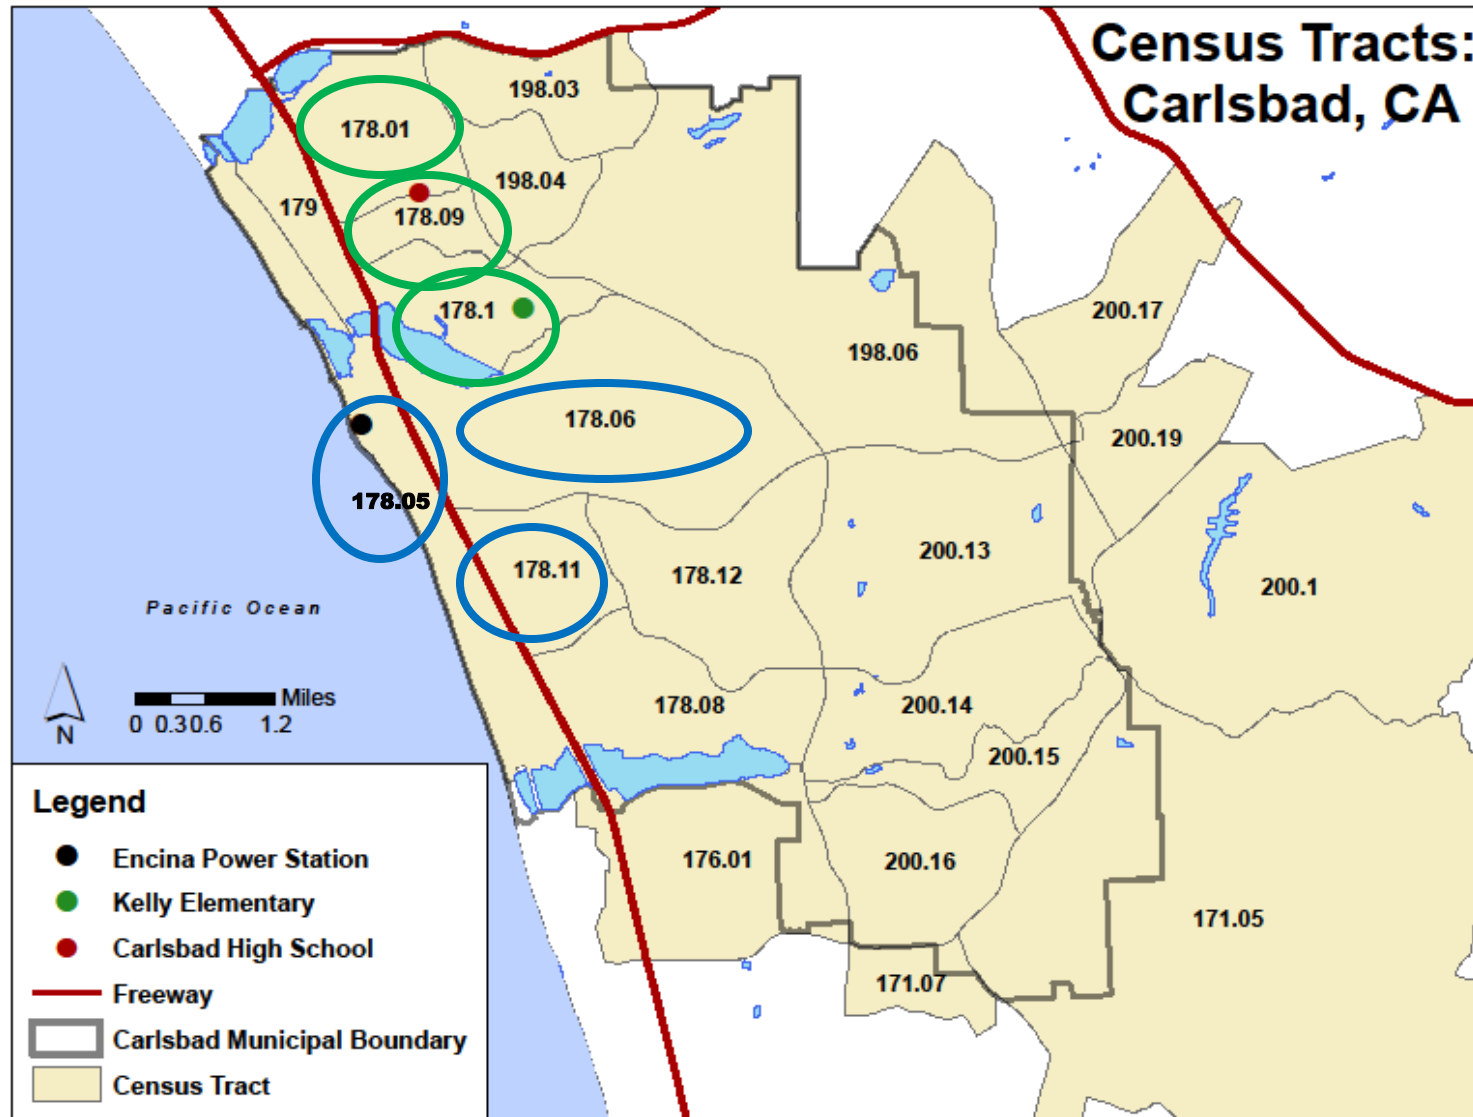 Census Tracts:
Carlsbad, CA
198.03
178.01
198.04
179
178.09
178.1
200.17
198.06
178.06
200.19
178.05
200.13
178.11
178.12
200.1
Pacific Ocean
178.08
200.14
Miles
0 0.3 0.6 1.2
N
200.15
176.01
200.16
171.05
171.07
Legend
Encina Power Station
Kelly Elementary
Carlsbad High School
Freeway
Carlsbad Municipal Boundary
Census Tract